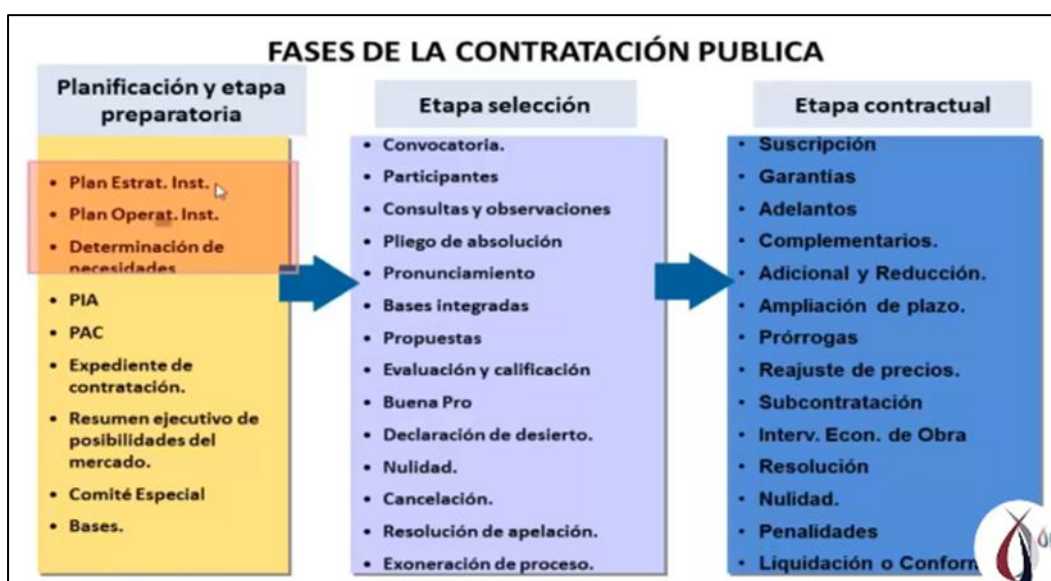 FASES DE LA CONTRATACIÓN PUBLICA
Planificación y etapa
preparatoria
• Plan Estrat. Inst.
• Plan Operat. Inst.
• Determinación de
necesidades
• PIA
• PAC
• Expediente de
contratación.
• Resumen ejecutivo de
posibilidades del
mercado.
• Comité Especial
• Bases.
Etapa selección
• Convocatoria.
• Participantes
• Consultas y observaciones
• Pliego de absolución
• Pronunciamiento
• Bases integradas
• Propuestas
• Evaluación y calificación
• Buena Pro
• Declaración de desierto.
• Nulidad.
• Cancelación.
• Resolución de apelación.
• Exoneración de proceso.
Etapa contractual
• Suscripción
• Garantías
• Adelantos
• Complementarios.
• Adicional y Reducción.
• Ampliación de plazo.
• Prórrogas
• Reajuste de precios.
• Subcontratación
• Interv. Econ. de Obra
• Resolución
• Nulidad.
• Penalidades
• Liquidación o Conform